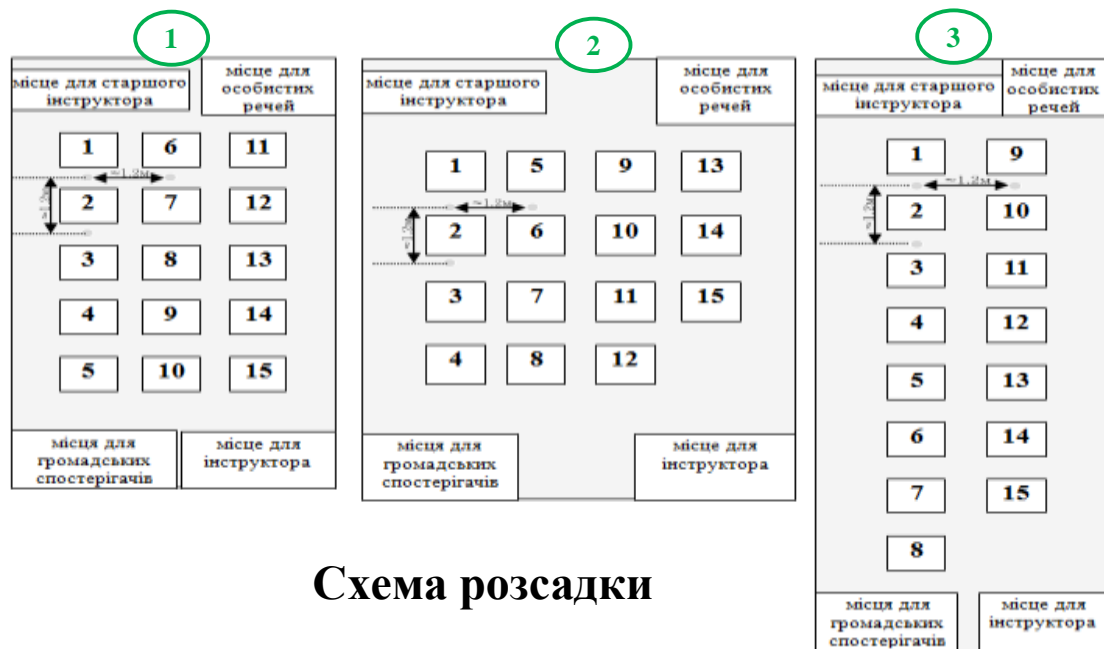 1
місце для старшого
інструктора
місце для
особистих
речей
1 6 11
≈1.2м
≈1.2м
2 7 12
3 8 13
4 9 14
5 10 15
місця для
громадських
спостерігачів
місце для
інструктора
2
місце для старшого
інструктора
місце для
особистих
речей
1 5 9 13
≈1.2м
≈1.2м
2 6 10 14
3 7 11 15
4 8 12
місця для
громадських
спостерігачів
місце для
інструктора
3
місце для старшого
інструктора
місце для
особистих
речей
1 9
≈1.2м
≈1.2м
2 10
3 11
4 12
5 13
6 14
7 15
8
місця для
громадських
спостерігачів
місце для
інструктора
Схема розсадки